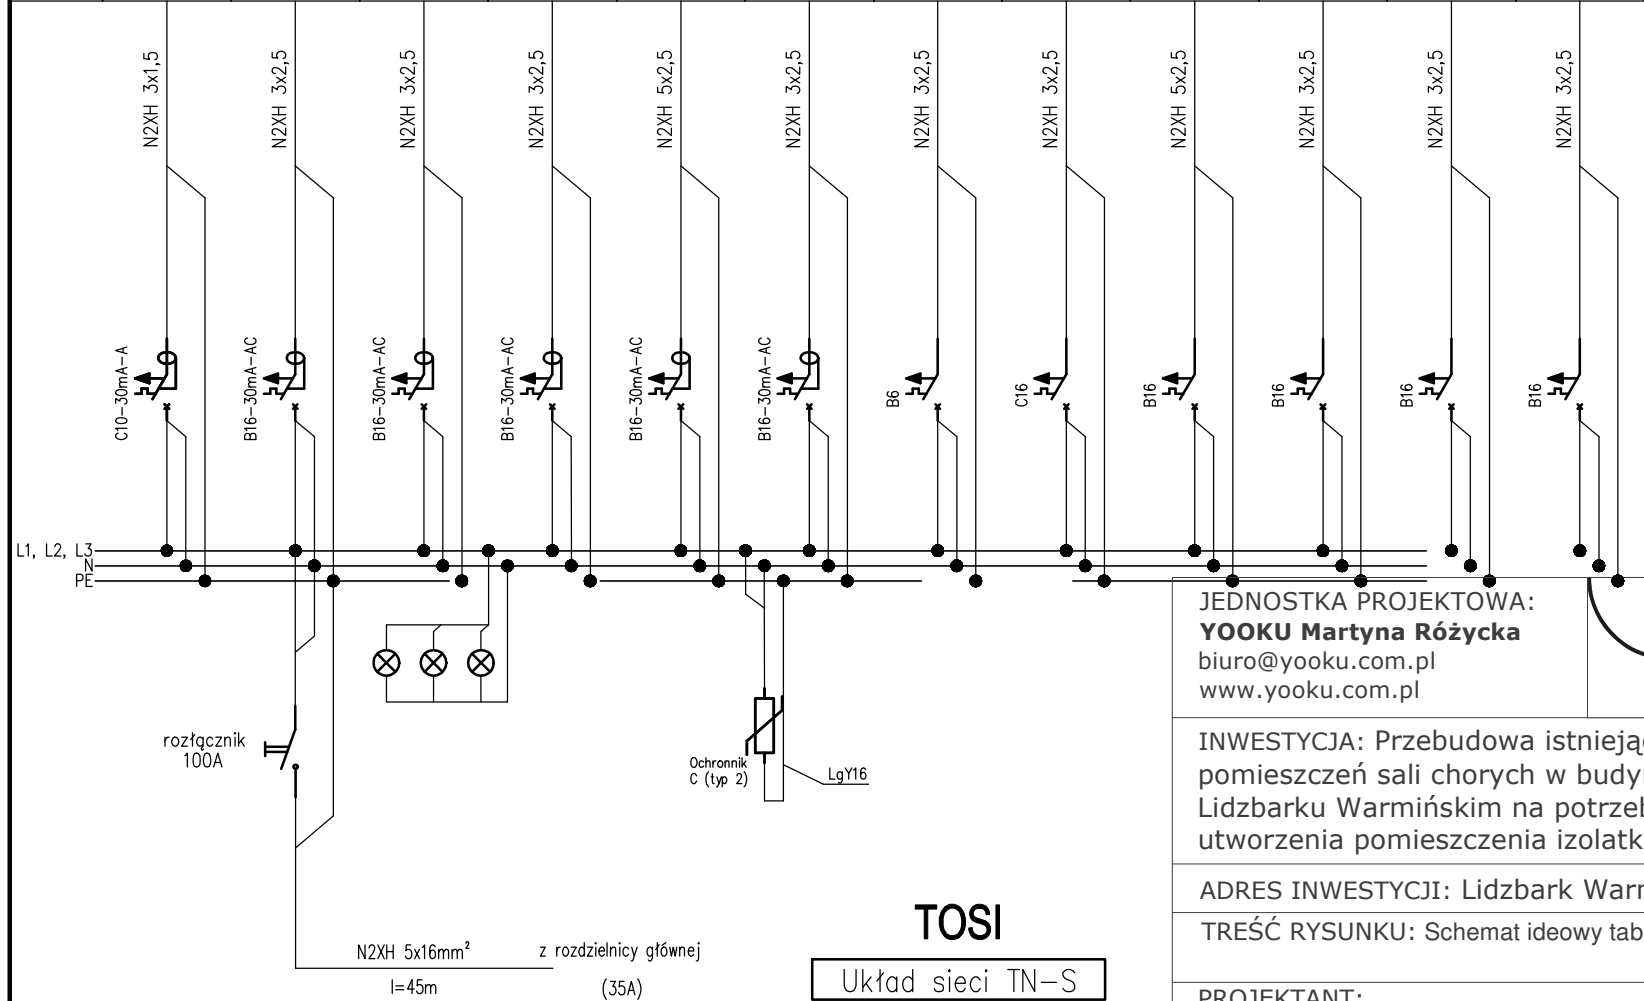 N2XH 3x1,5
N2XH 3x2,5
N2XH 3x2,5
N2XH 3x2,5
N2XH 5x2,5
N2XH 3x2,5
N2XH 3x2,5
N2XH 3x2,5
N2XH 5x2,5
N2XH 3x2,5
N2XH 3x2,5
N2XH 3x2,5
C10-30mA-A
B16-30mA-AC
B16-30mA-AC
B16-30mA-AC
B16-30mA-AC
B16-30mA-AC
B6
C16
B16
B16
B16
B16
L1, L2, L3
N
PE
rozłącznik
100A
Ochronnik
C (typ 2)
LgY16
N2XH 5x16mm²
z rozdzielnicy głównej
l=45m
(35A)
TOSI
Układ sieci TN-S
JEDNOSTKA PROJEKTOWA:
YOOKU Martyna Różycka
biuro@yooku.com.pl
www.yooku.com.pl
INWESTYCJA: Przebudowa istnieją
pomieszczeń sali chorych w budy
Lidzbarku Warmińskim na potrze
utworzenia pomieszczenia izolatk
ADRES INWESTYCJI: Lidzbark War
TREŚĆ RYSUNKU: Schemat ideowy tab
PROJEKTANT: